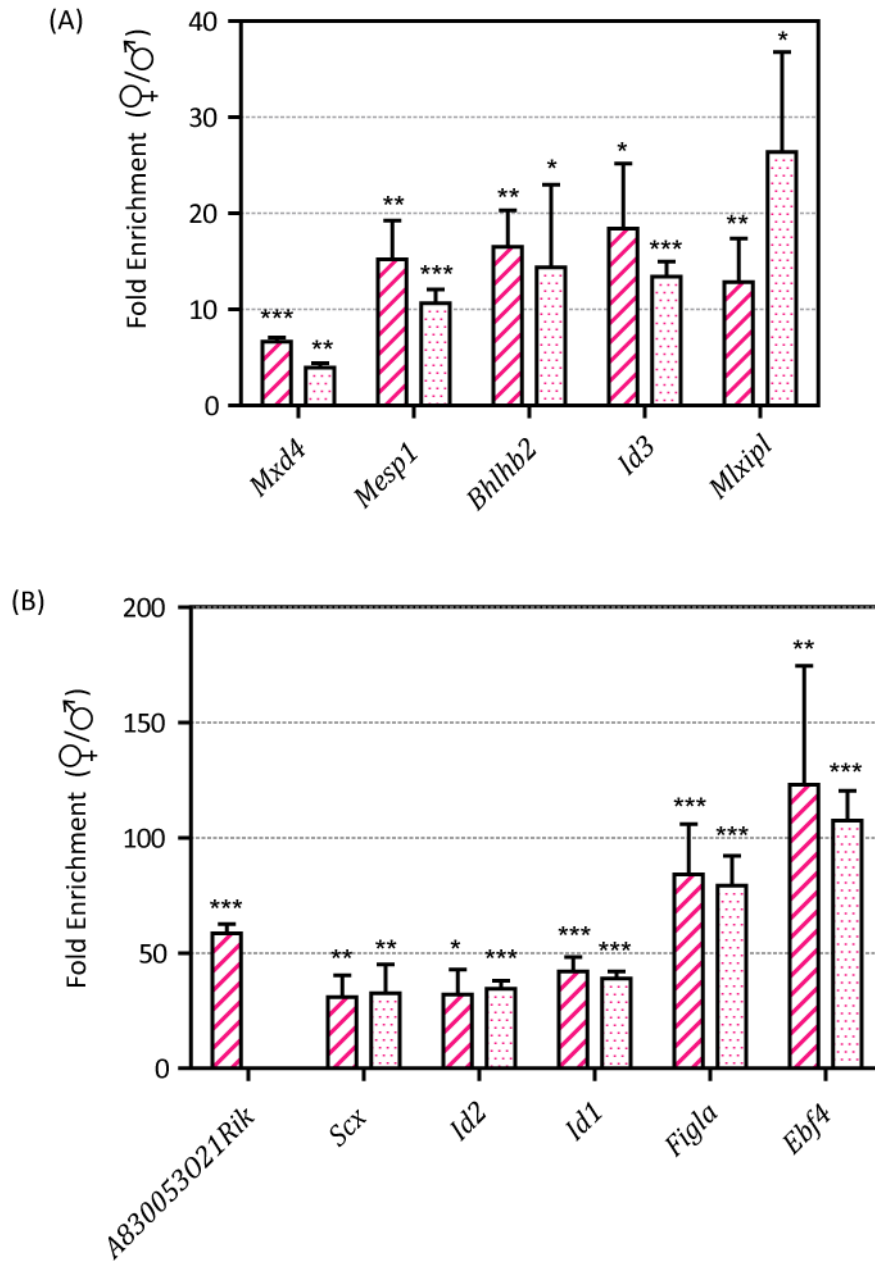 (A)
Fold Enrichment (♀/♂)
40
30
20
10
0
*** ** ** *** ** * * *** ** *
Mxd4 Mesp1 Bhlhb2 Id3 Mlxipl
(B)
Fold Enrichment (♀/♂)
200
150
100
50
0
*** ** ** * *** *** *** *** *** ** ***
A830053O21Rik Scx Id2 Id1 Figla Ebf4